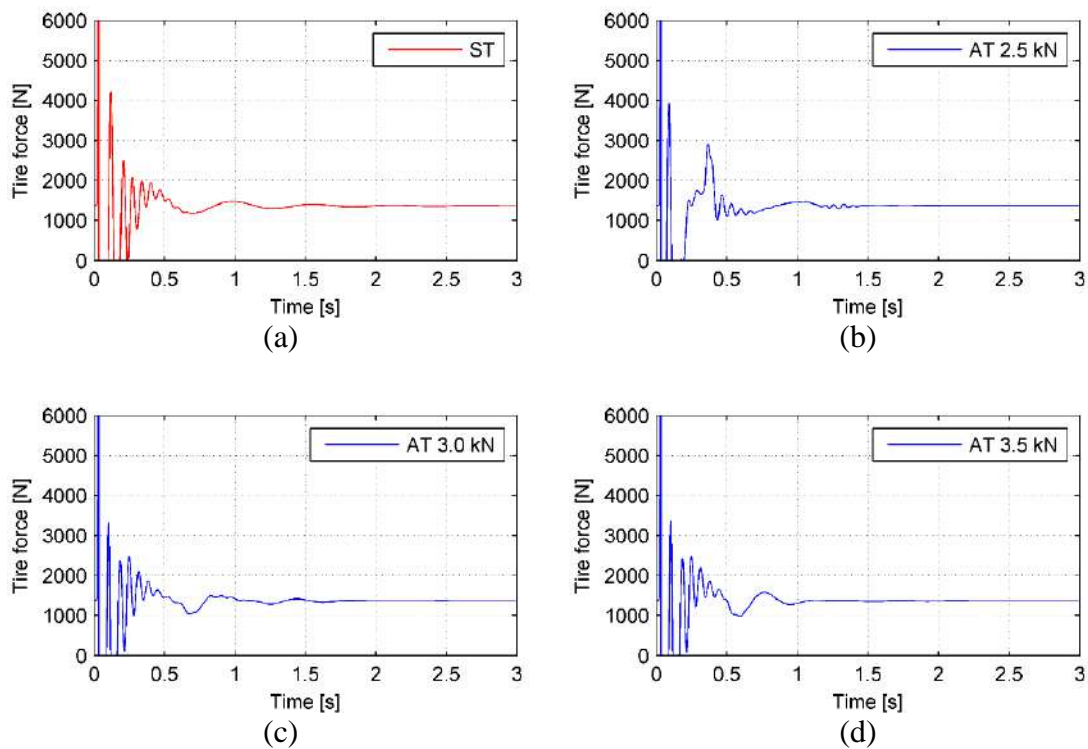 6000
5000
4000
3000
2000
1000
0
Tire force [N]
ST
0 0.5 1 1.5 2 2.5 3
Time [s]
(a)
6000
5000
4000
3000
2000
1000
0
Tire force [N]
AT 2.5 kN
0 0.5 1 1.5 2 2.5 3
Time [s]
(b)
6000
5000
4000
3000
2000
1000
0
Tire force [N]
AT 3.0 kN
0 0.5 1 1.5 2 2.5 3
Time [s]
(c)
6000
5000
4000
3000
2000
1000
0
Tire force [N]
AT 3.5 kN
0 0.5 1 1.5 2 2.5 3
Time [s]
(d)